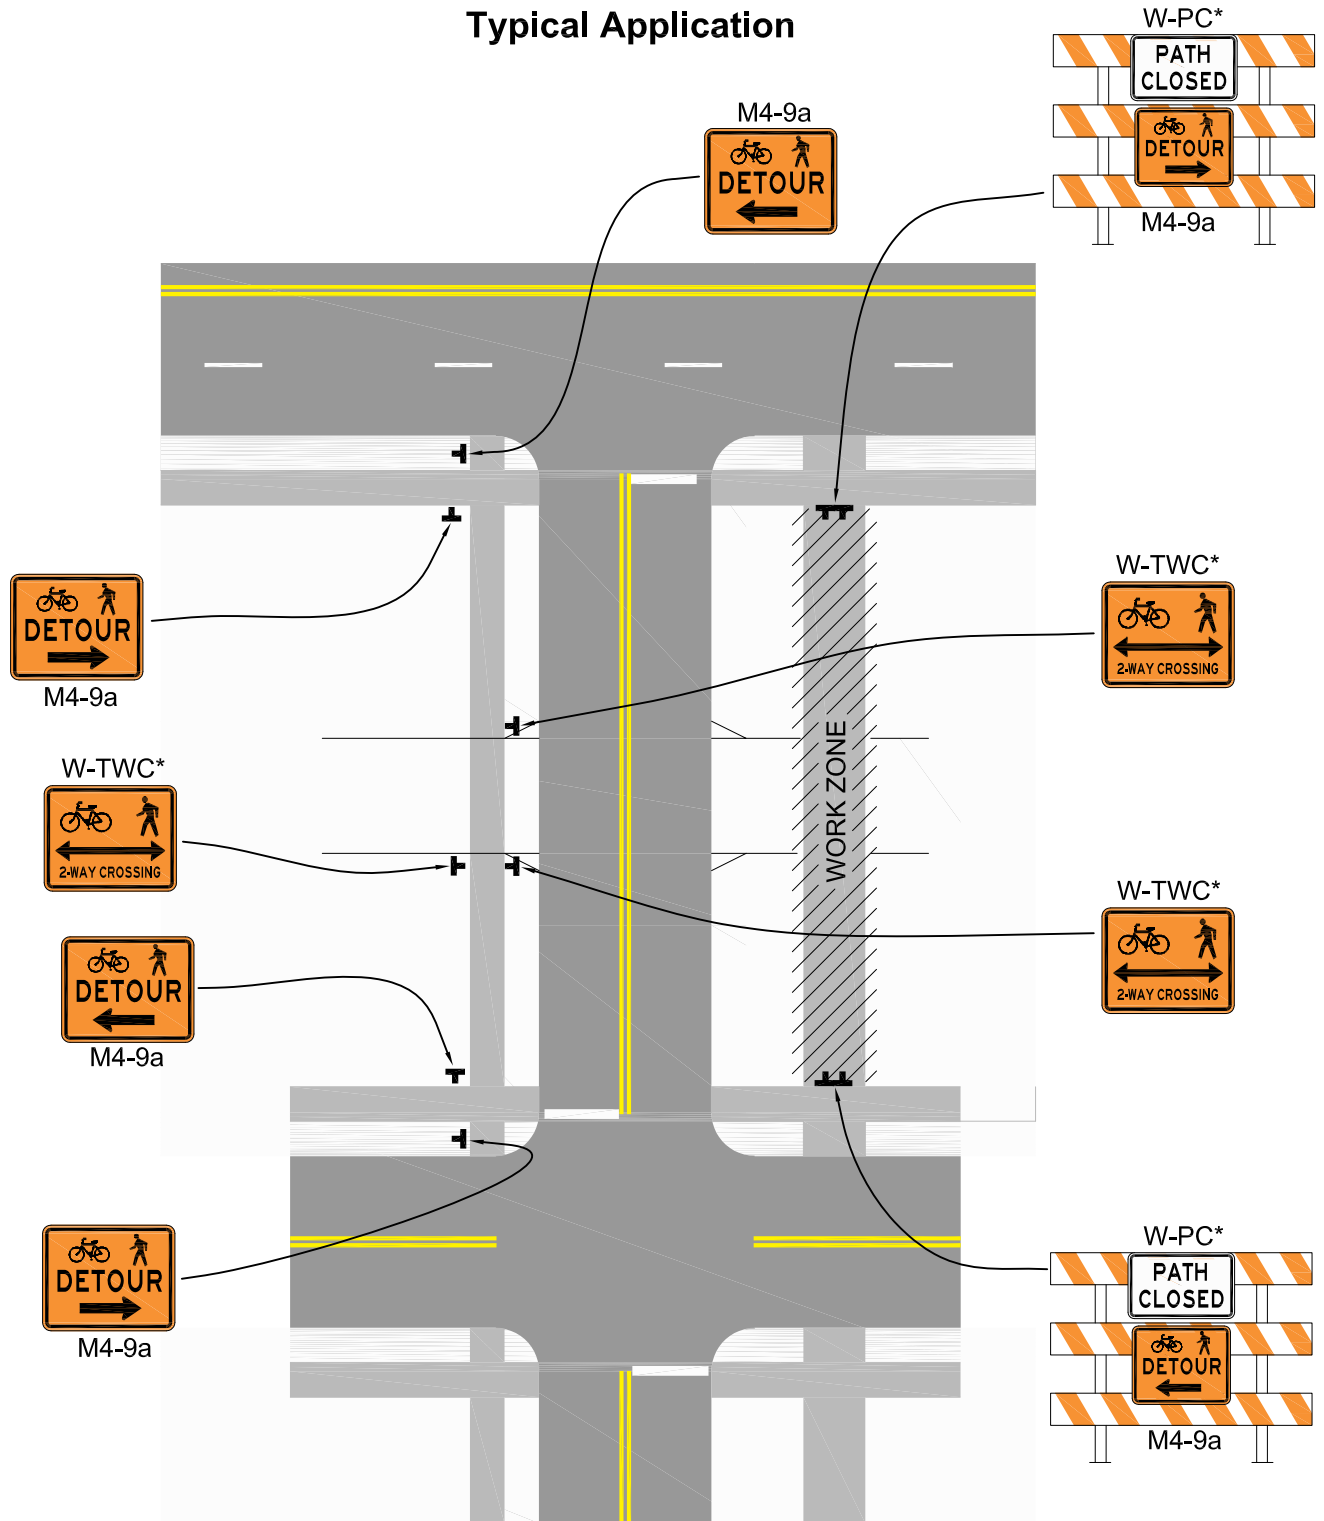 Typical Application
W-PC*
PATH
CLOSED
DETOUR
M4-9a
M4-9a
DETOUR
DETOUR
M4-9a
W-TWC*
2-WAY CROSSING
W-TWC*
2-WAY CROSSING
WORK ZONE
W-TWC*
2-WAY CROSSING
DETOUR
M4-9a
DETOUR
M4-9a
W-PC*
PATH
CLOSED
DETOUR
M4-9a